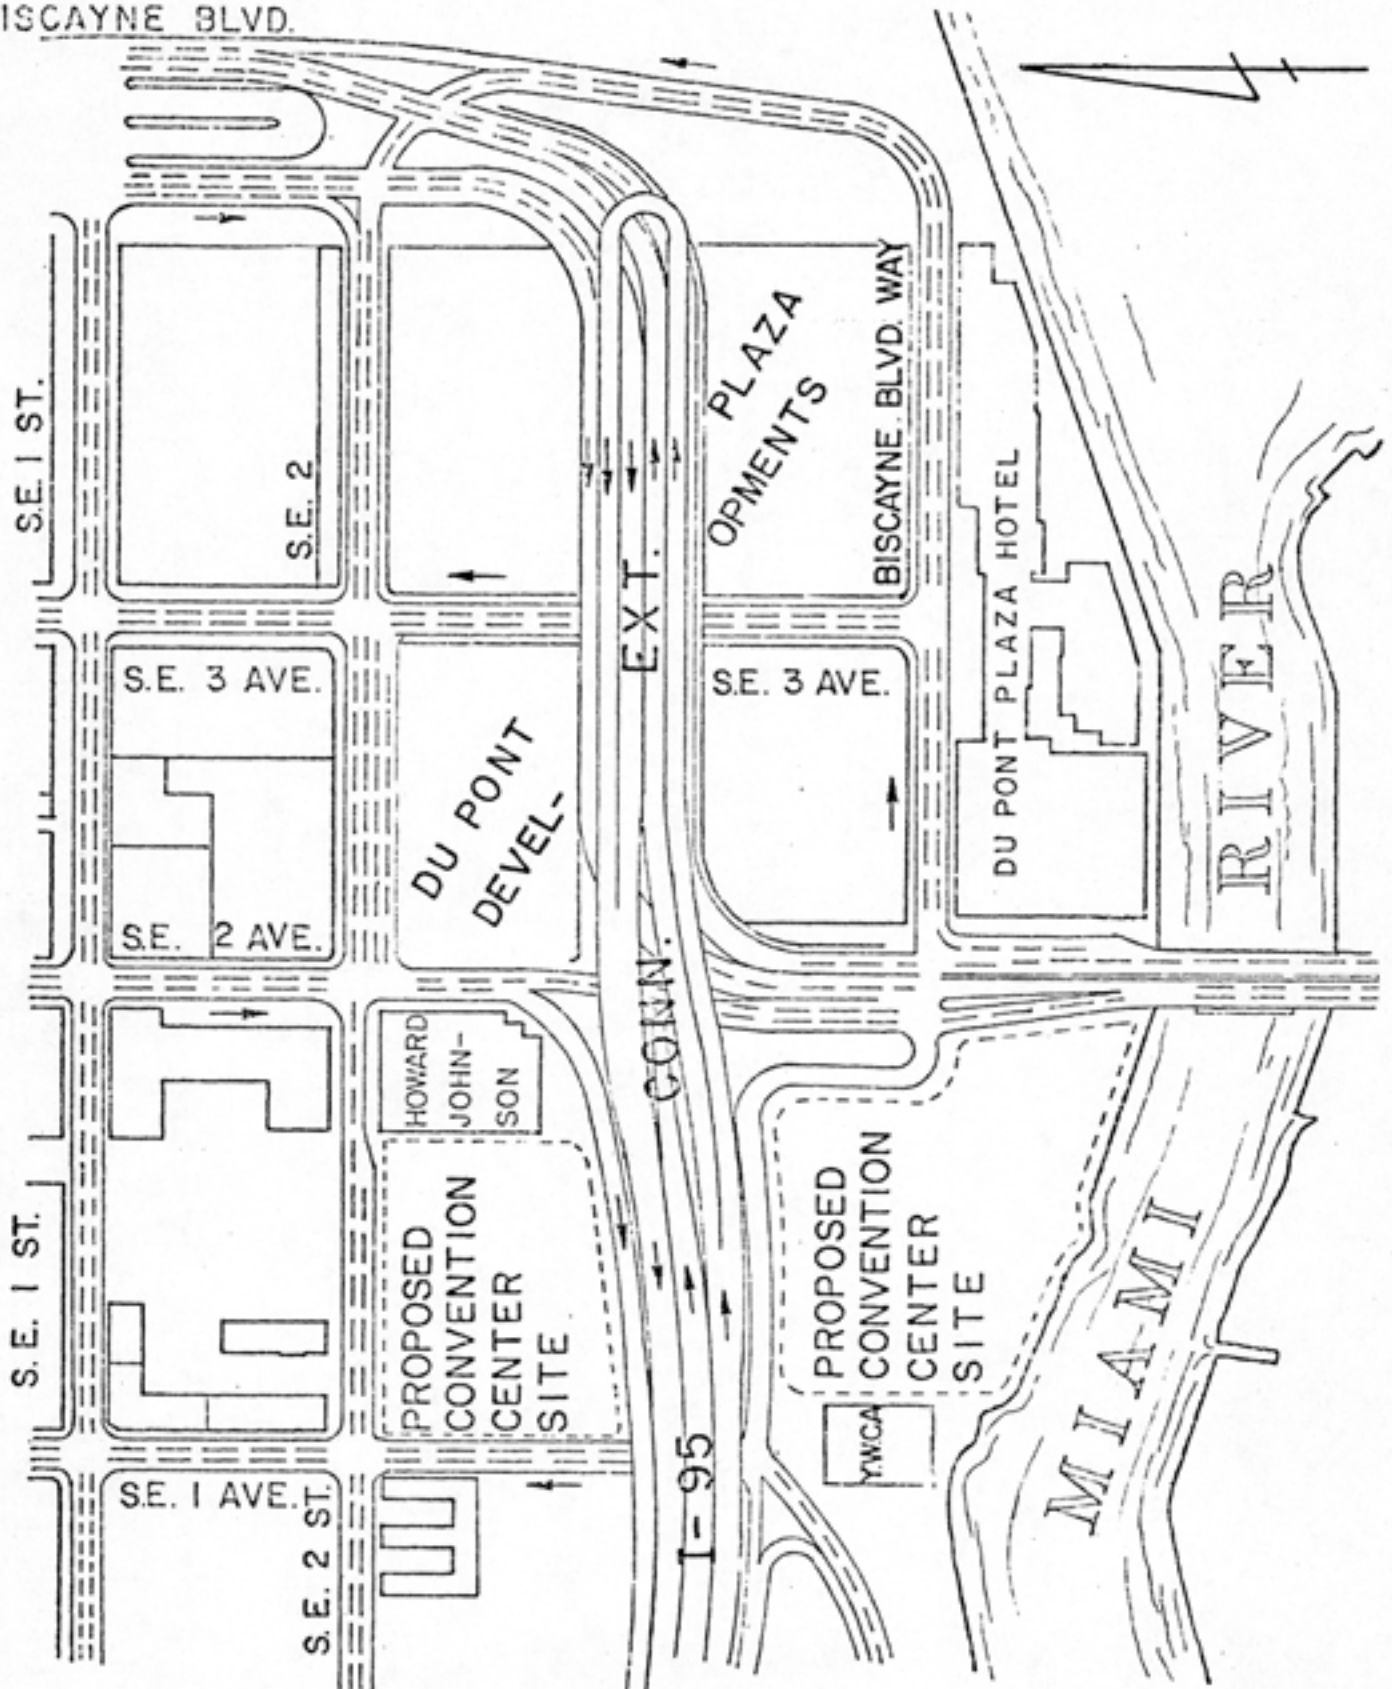 ISCAYNE BLVD.
S.E. 1 ST.
S.E. 2
PLAZA
OPMENTS
BISCAYNE BLVD. WAY
DU PONT PLAZA HOTEL
RIVER
EXT.
S.E. 3 AVE.
S.E. 3 AVE.
DU PONT
DEVEL-
S.E. 2 AVE.
CONN.
HOWARD
JOHN-
SON
PROPOSED
CONVENTION
CENTER
SITE
PROPOSED
CONVENTION
CENTER
SITE
MIAMI
S.E. 1 ST.
Y.W.C.A
I-95
S.E. 1 AVE.
S.E. 2 ST.